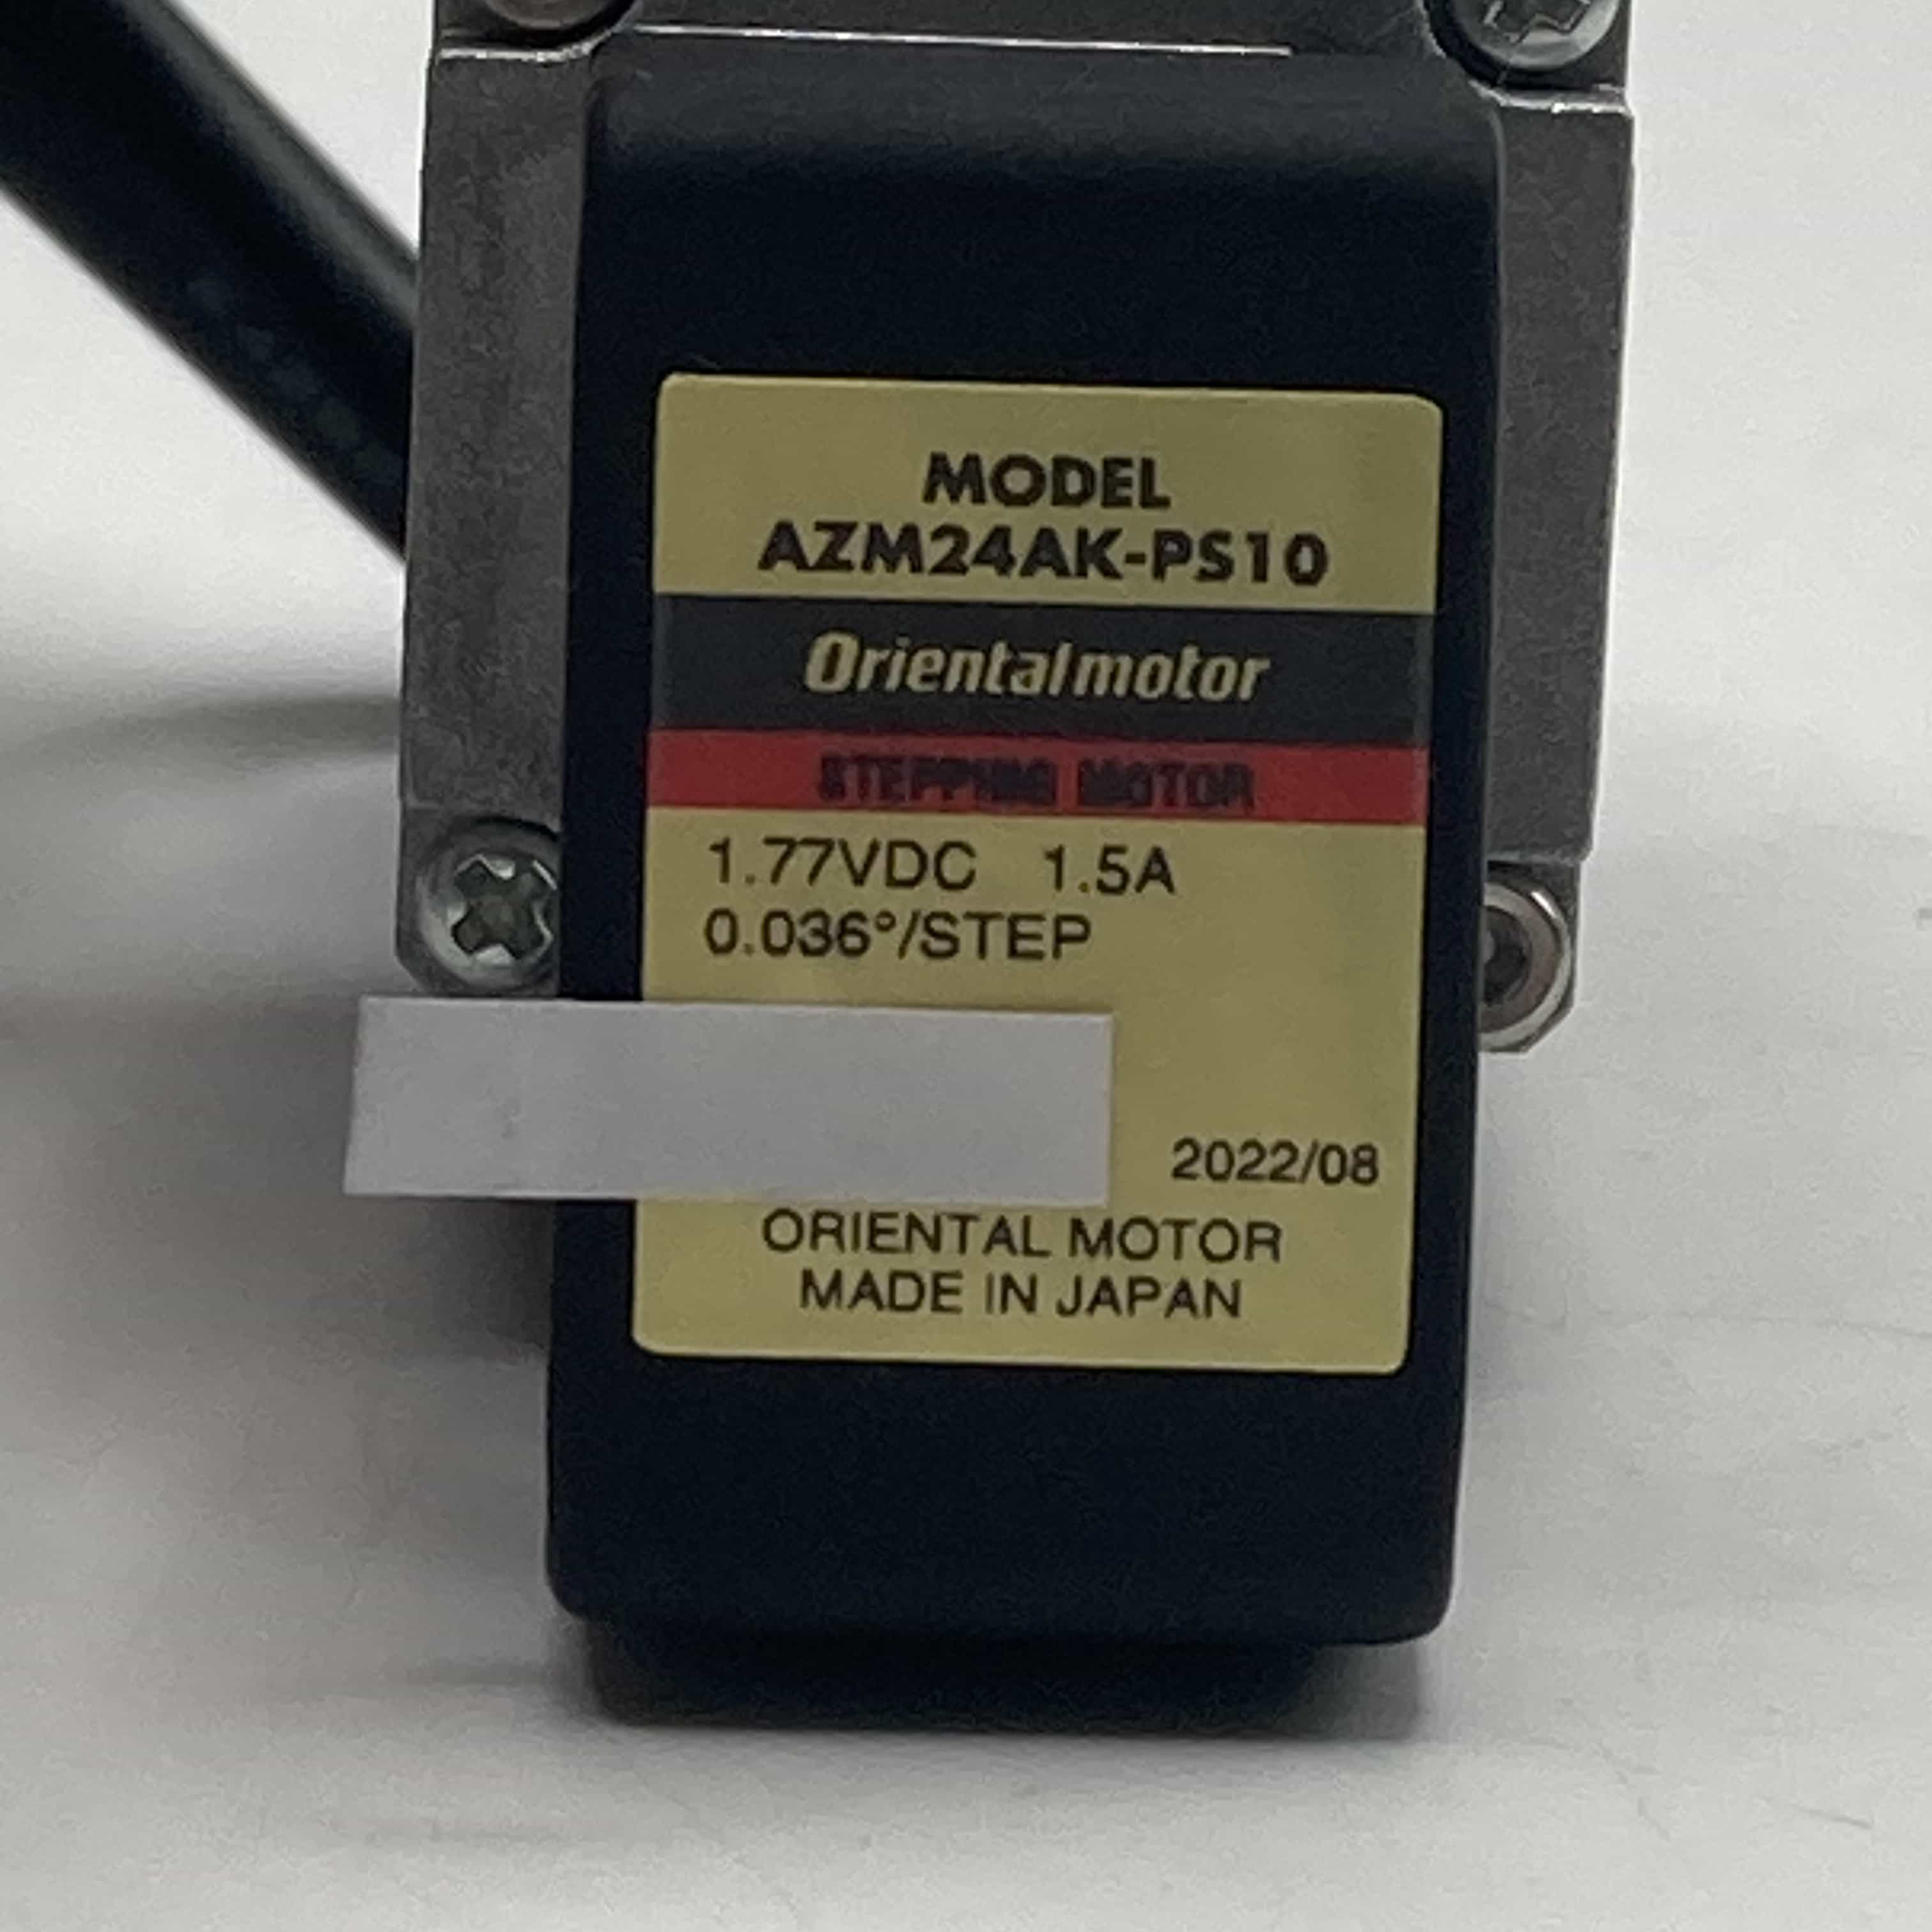 MODEL
AZM24AK-PS10
Orientalmotor
STEPPING MOTOR
1.77VDC 1.5A
0.036°/STEP
2022/08
ORIENTAL MOTOR
MADE IN JAPAN